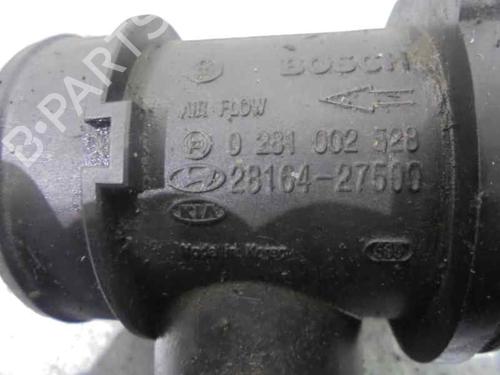 BOSCH
AIR FLOW
0 281 002 528
28164-27500
KIA
Made in Korea
B-PARTS